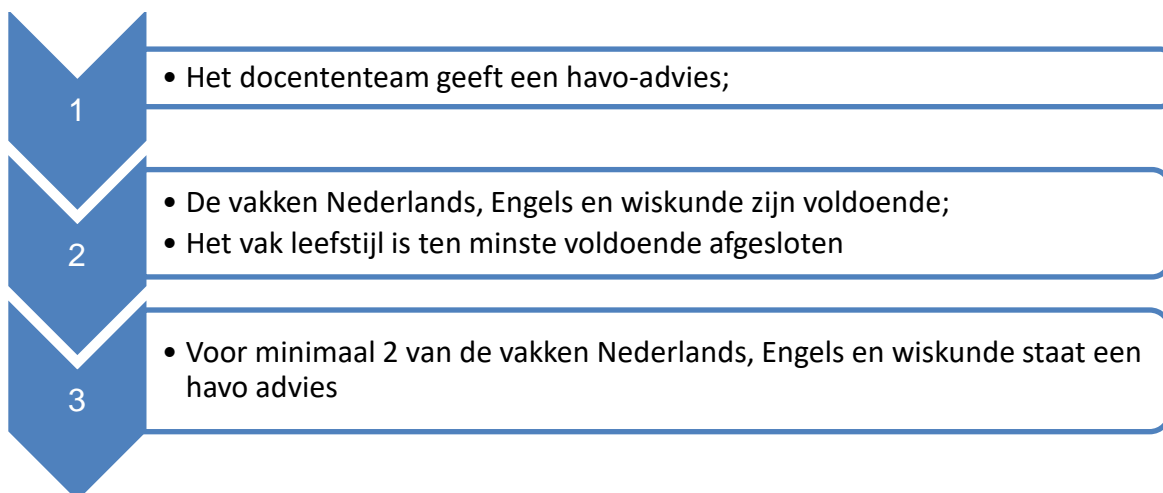 1
• Het docententeam geeft een havo-advies;
2
• De vakken Nederlands, Engels en wiskunde zijn voldoende;
• Het vak leefstijl is ten minste voldoende afgesloten
3
• Voor minimaal 2 van de vakken Nederlands, Engels en wiskunde staat een
havo advies